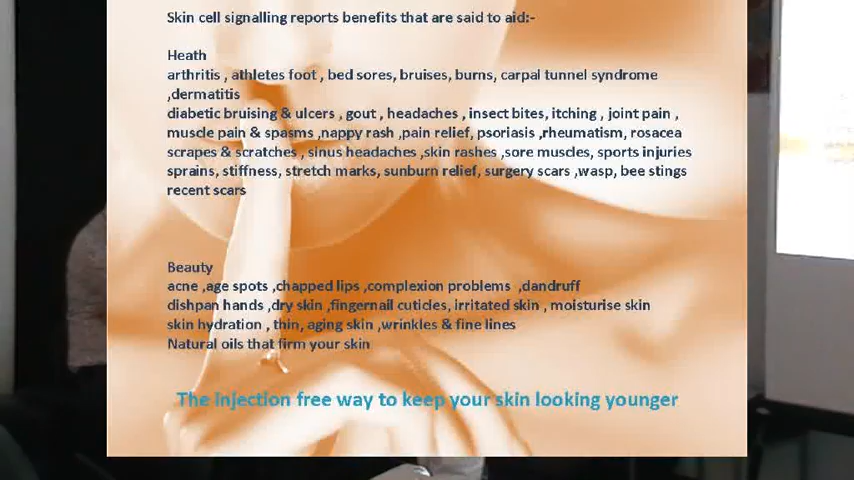 Skin cell signalling reports benefits that are said to aid:-
Heath
arthritis , athletes foot , bed sores, bruises, burns, carpal tunnel syndrome
,dermatitis
diabetic bruising & ulcers , gout , headaches , insect bites, itching , joint pain ,
muscle pain & spasms ,nappy rash ,pain relief, psoriasis ,rheumatism, rosacea
scrapes & scratches , sinus headaches ,skin rashes ,sore muscles, sports injuries
sprains, stiffness, stretch marks, sunburn relief, surgery scars ,wasp, bee stings
recent scars
Beauty
acne ,age spots ,chapped lips ,complexion problems  ,dandruff
dishpan hands ,dry skin ,fingernail cuticles, irritated skin , moisturise skin
skin hydration , thin, aging skin ,wrinkles & fine lines
Natural oils that firm your skin
The injection free way to keep your skin looking younger